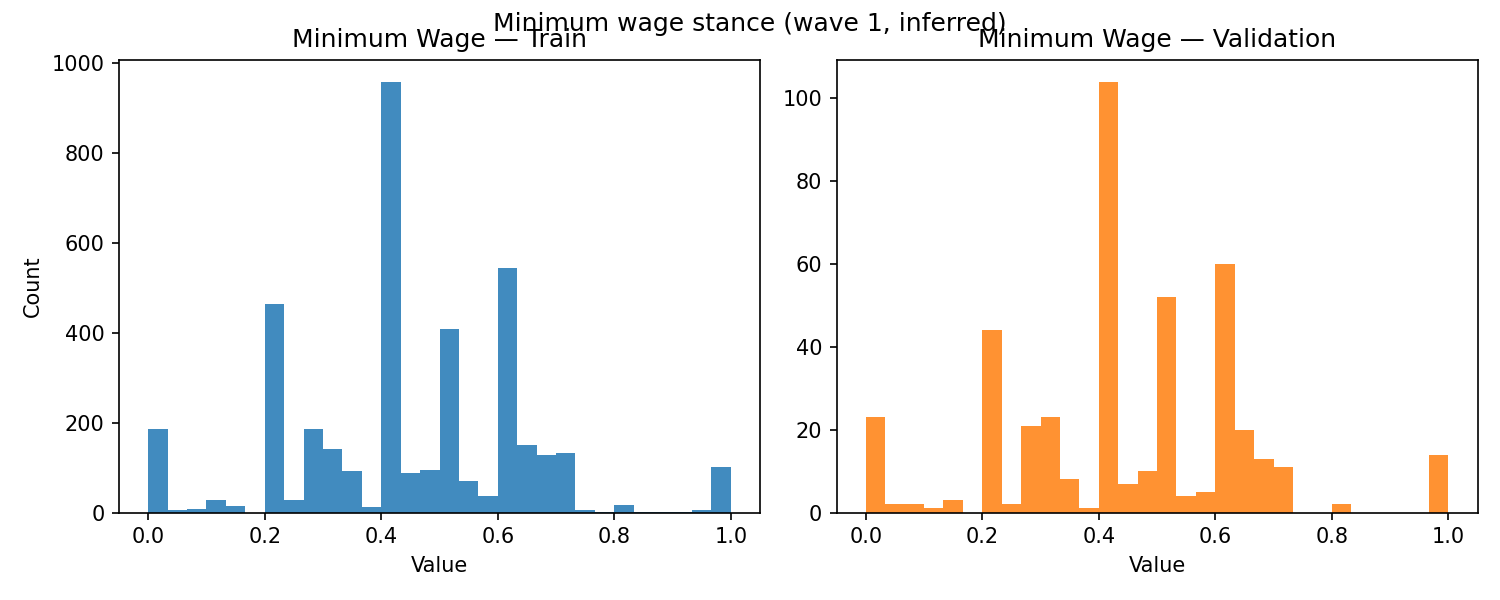 Minimum wage stance (wave 1, inferred)
Minimum Wage — Train
Minimum Wage — Validation
Count
1000
800
600
400
200
0
0.0 0.2 0.4 0.6 0.8 1.0
Value
100
80
60
40
20
0
0.0 0.2 0.4 0.6 0.8 1.0
Value